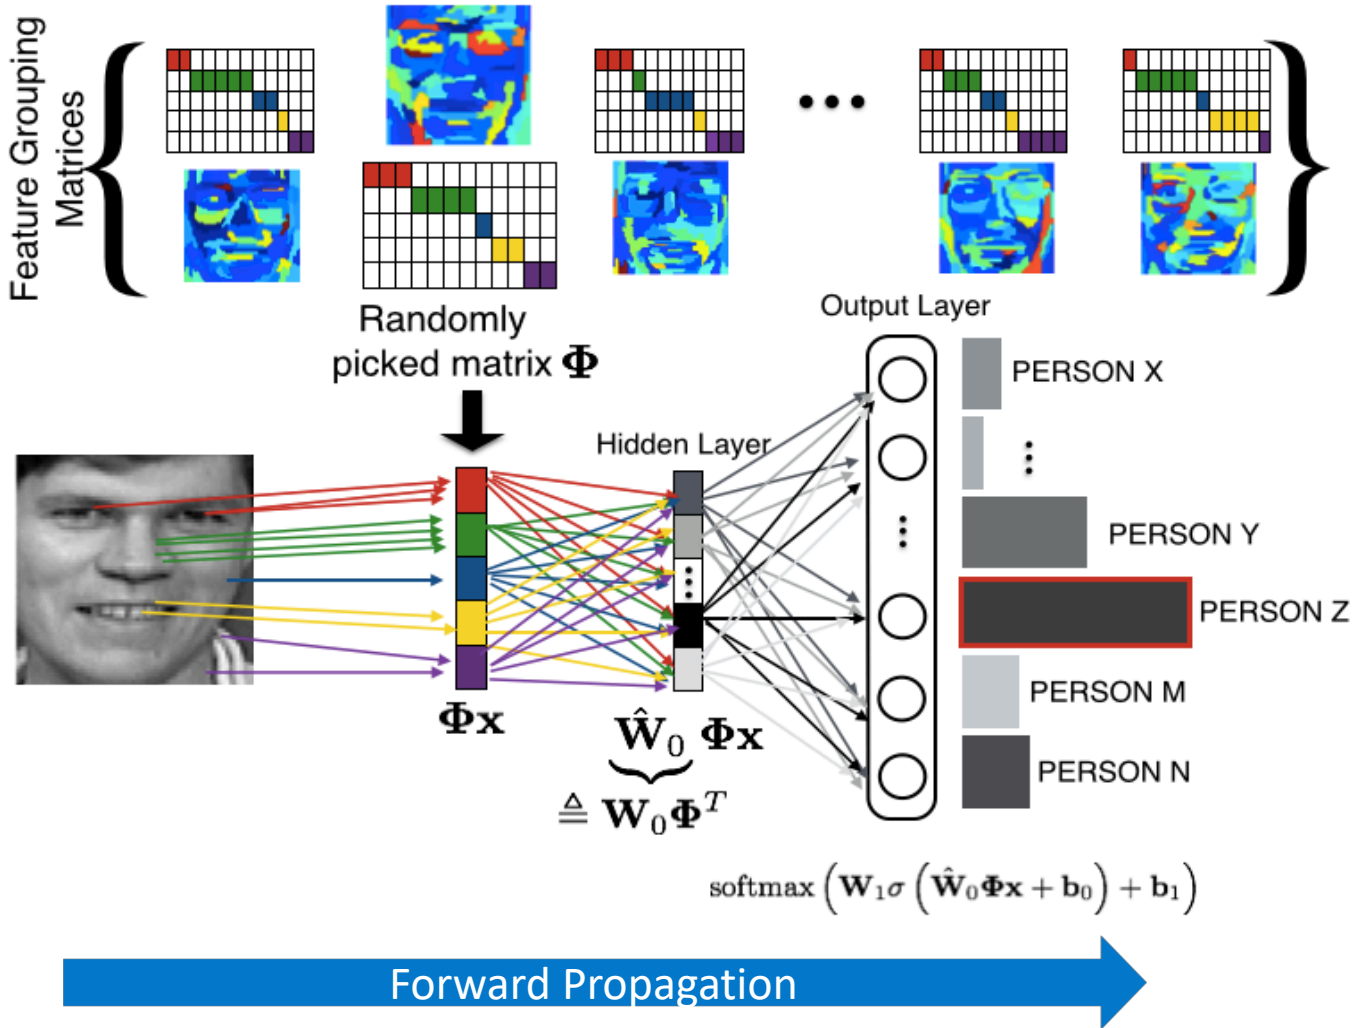 Feature Grouping
Matrices
Randomly
picked matrix Φ
Output Layer
Hidden Layer
PERSON X
PERSON Y
PERSON Z
PERSON M
PERSON N
Φx
Ŵ₀ Φx
≜ W₀Φᵀ
softmax (W₁σ (Ŵ₀Φx + b₀) + b₁)
Forward Propagation